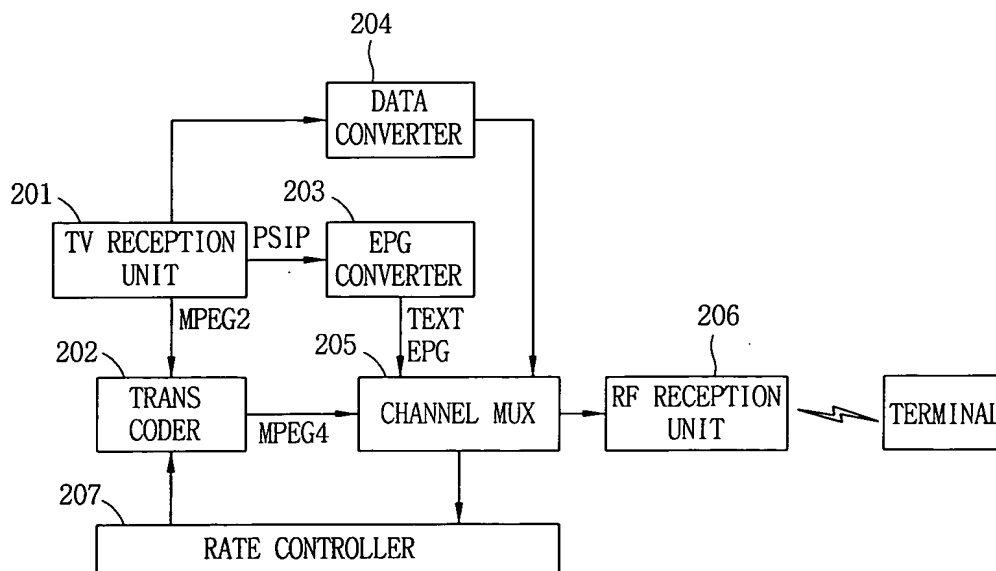 204
DATA
CONVERTER
201
TV RECEPTION
UNIT
PSIP
203
EPG
CONVERTER
MPEG2
TEXT
EPG
202
TRANS
CODER
MPEG4
205
CHANNEL MUX
206
RF RECEPTION
UNIT
TERMINAL
207
RATE CONTROLLER